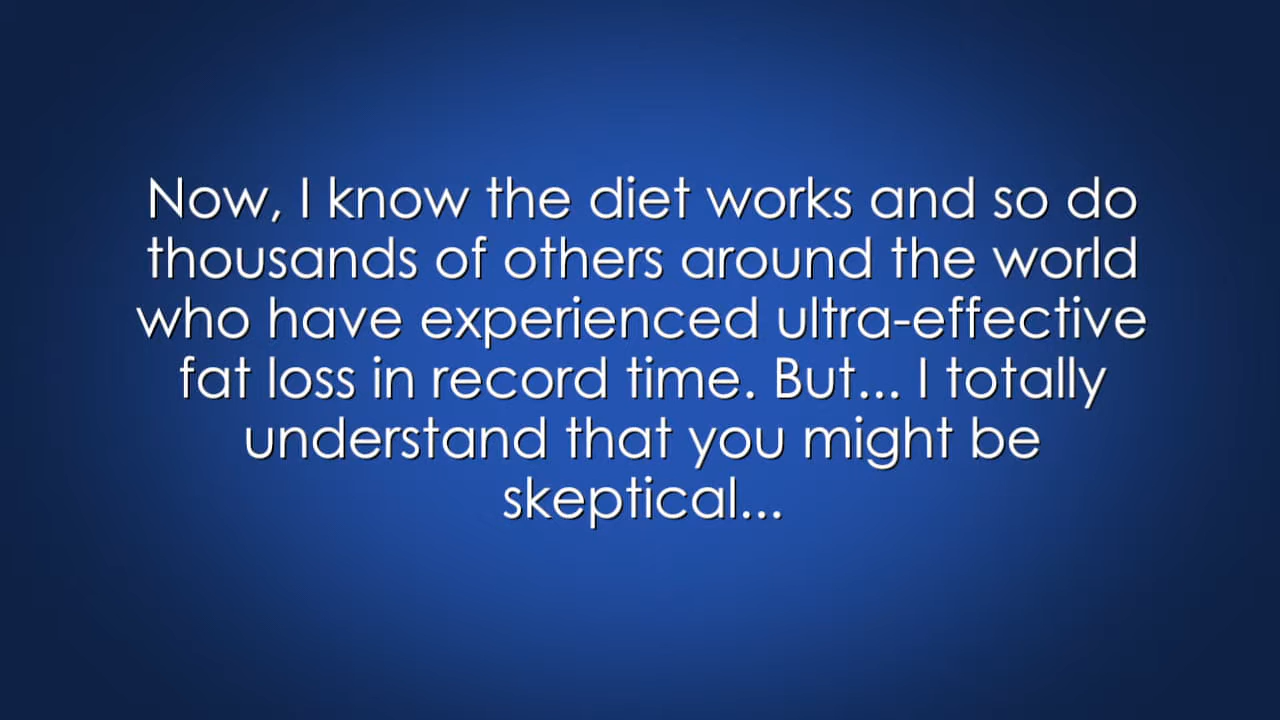 Now, I know the diet works and so do
thousands of others around the world
who have experienced ultra-effective
fat loss in record time. But... I totally
understand that you might be
skeptical...